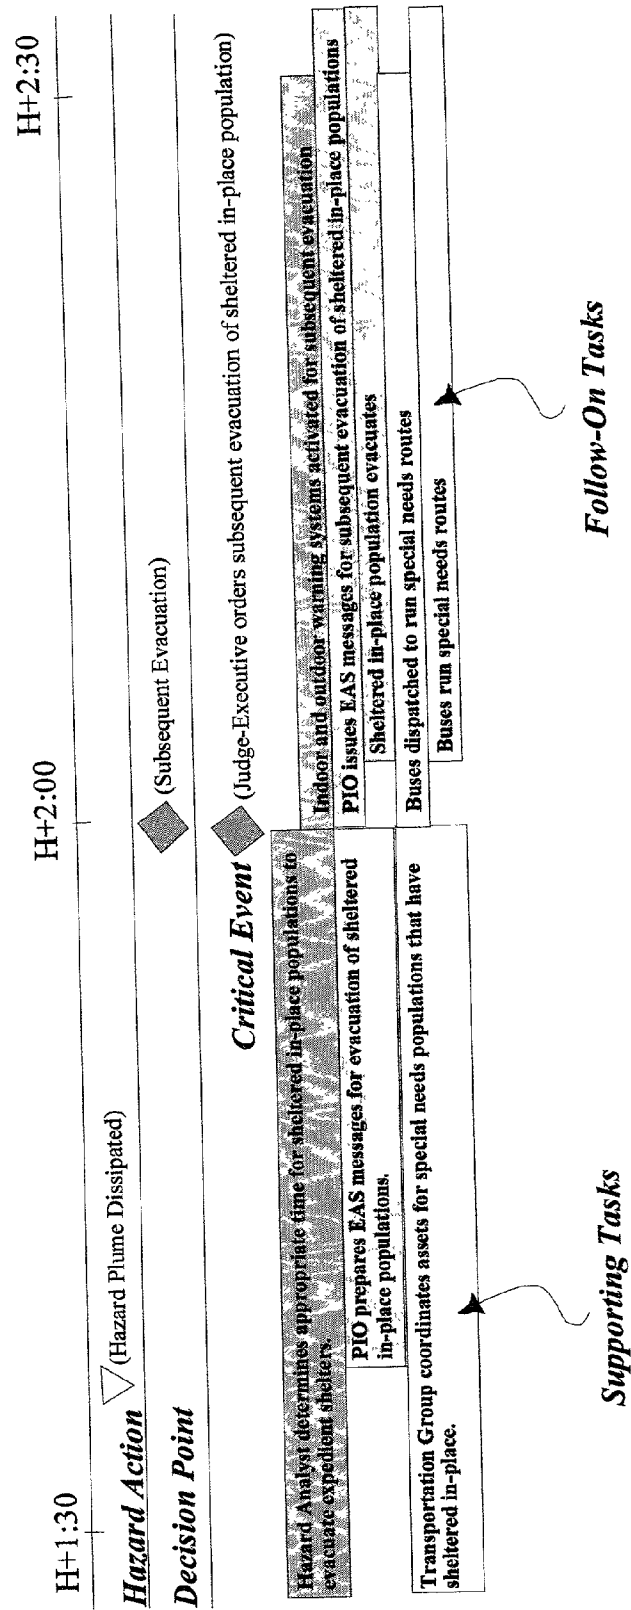 H+1:30
H+2:00
H+2:30
Hazard Action
(Hazard Plume Dissipated)
Decision Point
(Subsequent Evacuation)
Critical Event
(Judge-Executive orders subsequent evacuation of sheltered in-place population)
Hazard Analyst determines appropriate time for sheltered in-place populations to
evacuate expedient shelters.
PIO prepares EAS messages for evacuation of sheltered
in-place populations.
Transportation Group coordinates assets for special needs populations that have
sheltered in-place.
Indoor and outdoor warning systems activated for subsequent evacuation
PIO issues EAS messages for subsequent evacuation of sheltered in-place populations
Sheltered in-place population evacuates
Buses dispatched to run special needs routes
Buses run special needs routes
Supporting Tasks
Follow-On Tasks